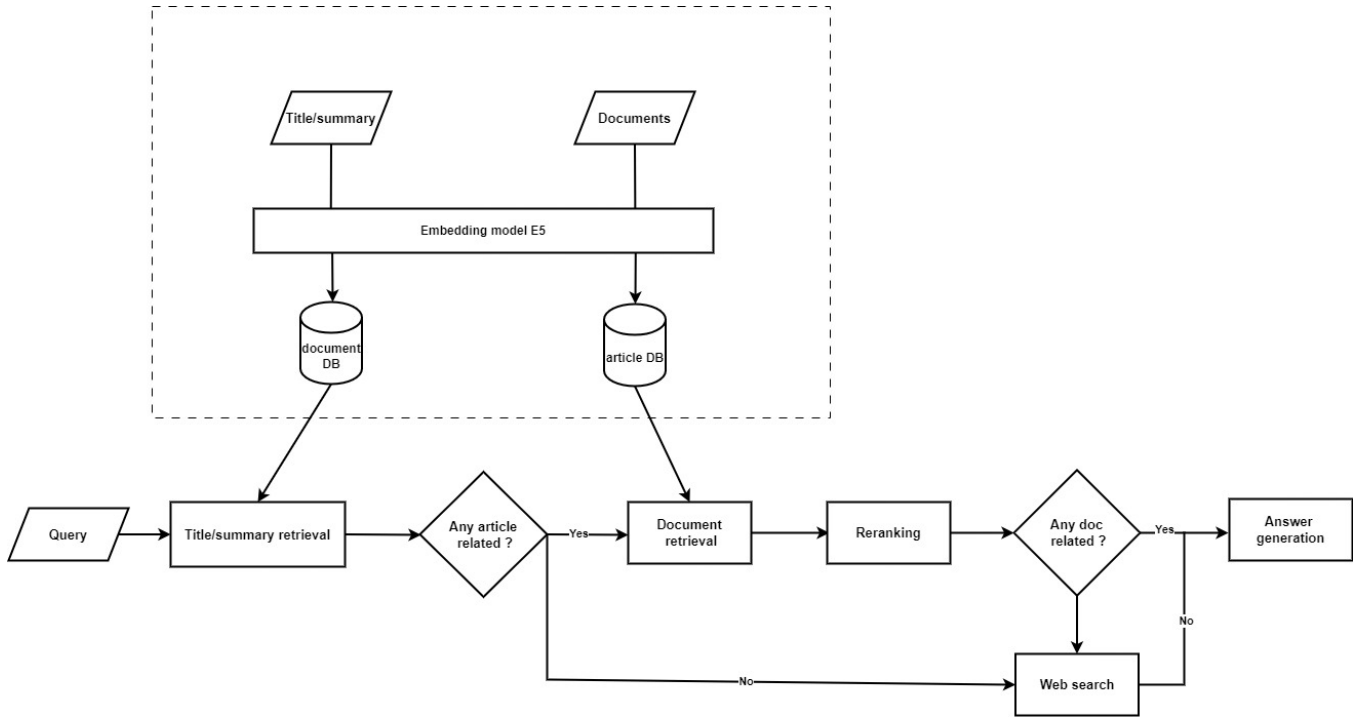 Title/summary
Documents
Embedding model E5
document
DB
article DB
Query
Title/summary retrieval
Any article
related ?
Yes
Document
retrieval
Reranking
Any doc
related ?
Yes
Answer
generation
No
No
Web search